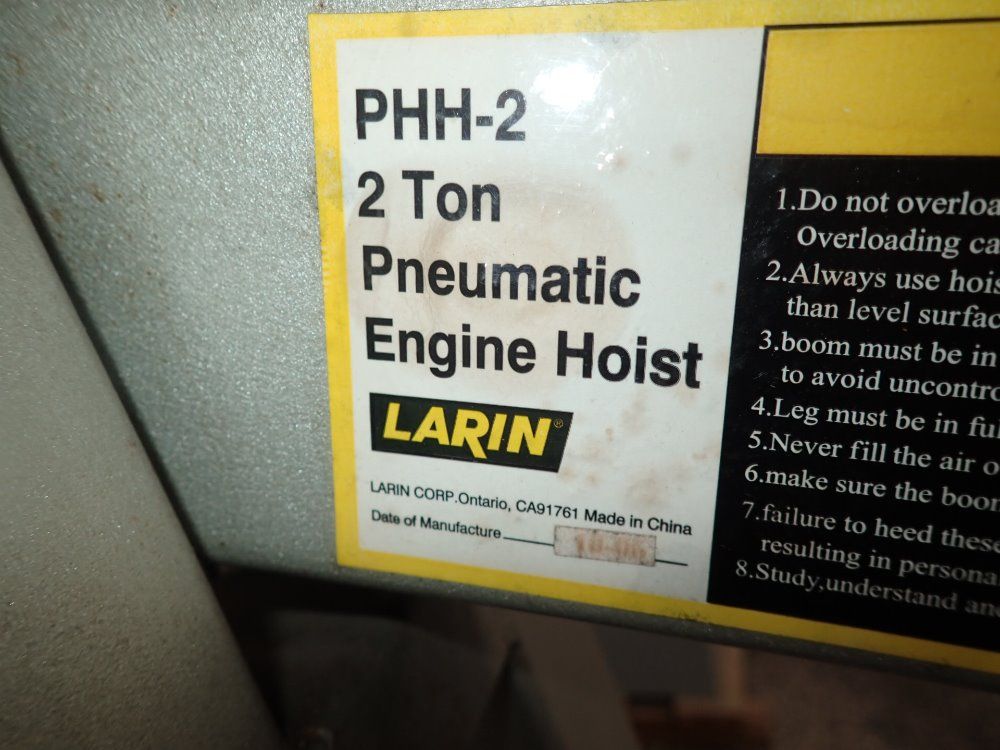 PHH-2
2 Ton
Pneumatic
Engine Hoist
LARIN®
LARIN CORP.Ontario, CA91761 Made in China
Date of Manufacture
1.Do not overloa
Overloading ca
2.Always use hois
than level surfac
3.boom must be in
to avoid uncontro
4.Leg must be in ful
5.Never fill the air o
6.make sure the boom
7.failure to heed these
resulting in persona
8.Study,understand and